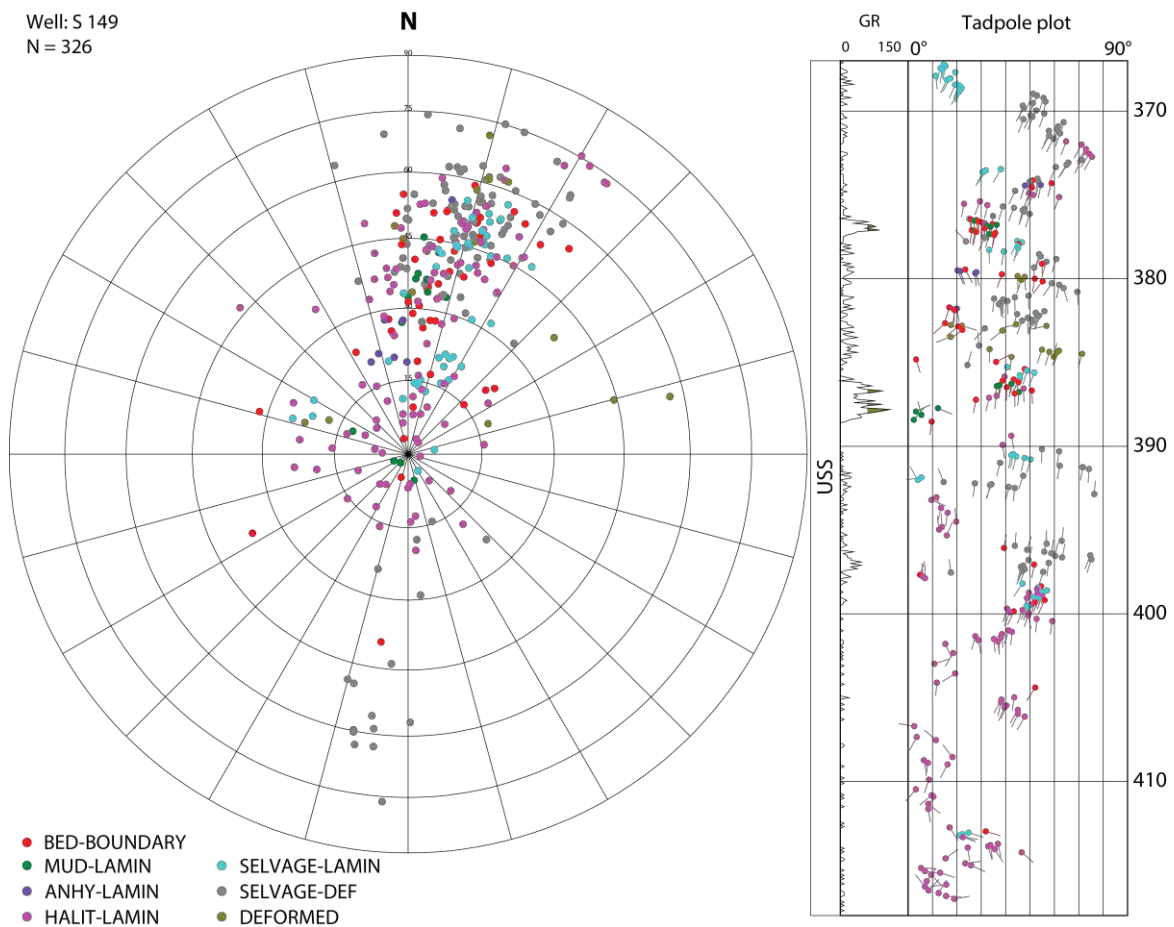 Well: S 149
N = 326
N
90
75
60
45
30
15
GR
Tadpole plot
0 150 0° 90°
370
380
390
400
410
USS
BED-BOUNDARY
MUD-LAMIN
ANHY-LAMIN
HALIT-LAMIN
SELVAGE-LAMIN
SELVAGE-DEF
DEFORMED